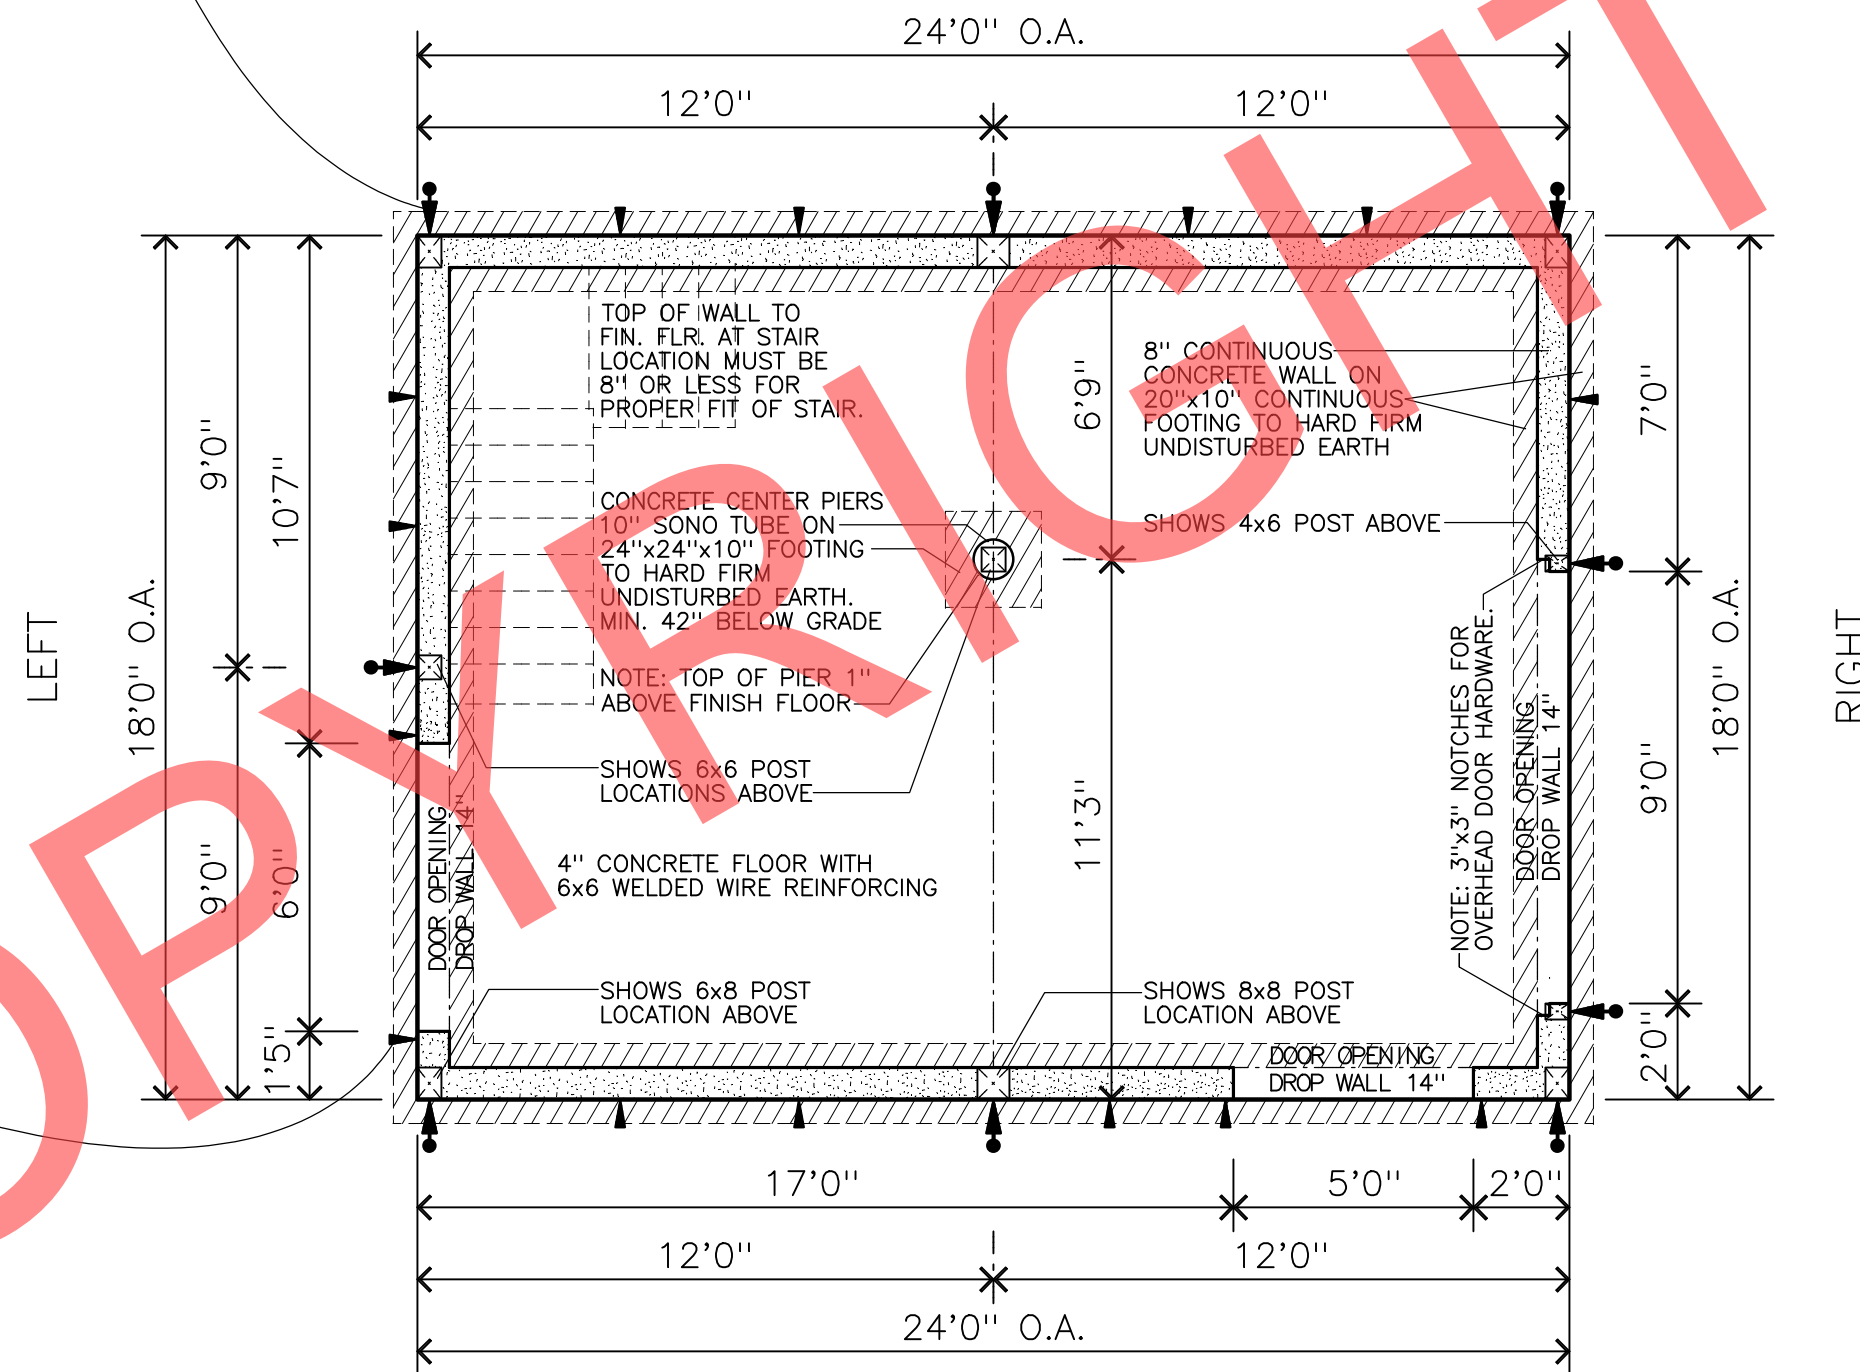 24'0" O.A.
12'0"
12'0"
TOP OF WALL TO
FIN. FLR. AT STAIR
LOCATION MUST BE
8" OR LESS FOR
PROPER FIT OF STAIR.
8" CONTINUOUS
CONCRETE WALL ON
20"x10" CONTINUOUS
FOOTING TO HARD FIRM
UNDISTURBED EARTH
6'9"
7'0"
9'0"
10'7"
CONCRETE CENTER PIERS
10" SONO TUBE ON
24"x24"x10" FOOTING
TO HARD FIRM
UNDISTURBED EARTH.
MIN. 42" BELOW GRADE
SHOWS 4x6 POST ABOVE
NOTE: TOP OF PIER 1"
ABOVE FINISH FLOOR
LEFT
18'0" O.A.
18'0" O.A.
RIGHT
NOTE: 3"x3" NOTCHES FOR
OVERHEAD DOOR HARDWARE.
DOOR OPENING
DROP WALL 14"
SHOWS 6x6 POST
LOCATIONS ABOVE
11'3"
9'0"
9'0"
6'0"
DOOR OPENING
DROP WALL 14"
4" CONCRETE FLOOR WITH
6x6 WELDED WIRE REINFORCING
SHOWS 6x8 POST
LOCATION ABOVE
SHOWS 8x8 POST
LOCATION ABOVE
1'5"
2'0"
DOOR OPENING
DROP WALL 14"
17'0"
5'0"
2'0"
12'0"
12'0"
24'0" O.A.
OPYRIGHT